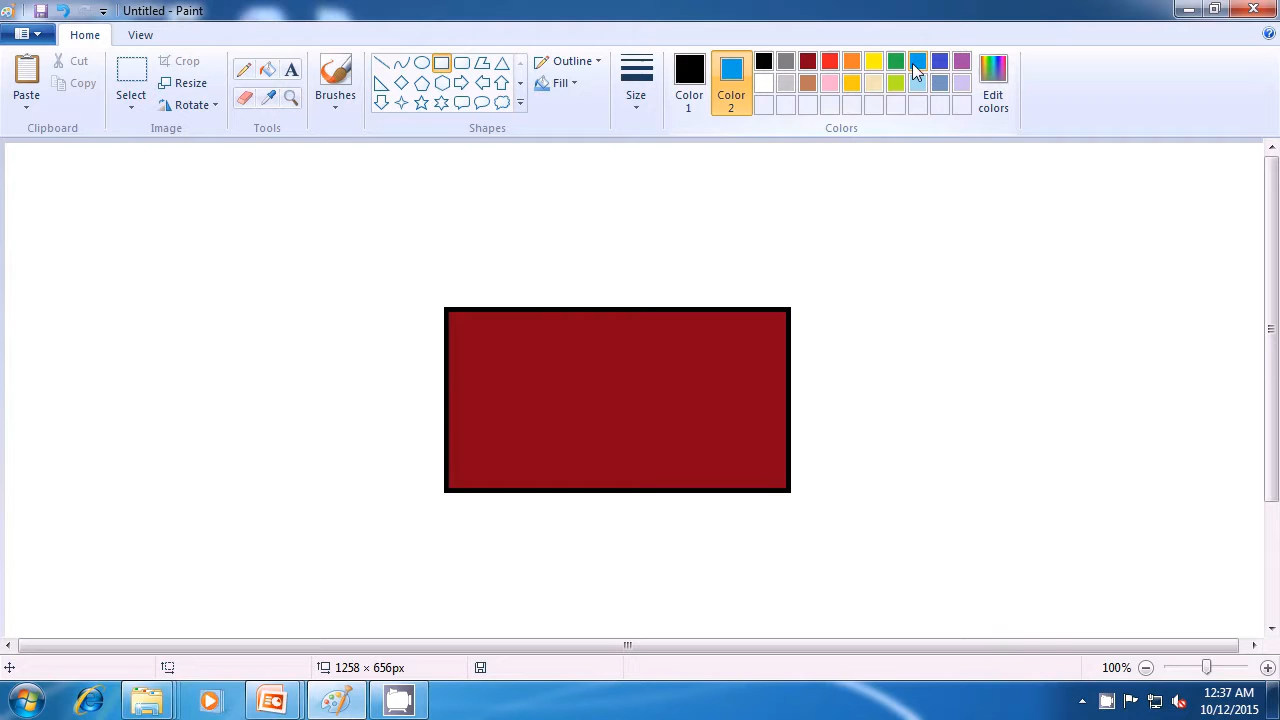 Untitled - Paint
Home
View
Paste
Cut
Copy
Clipboard
Select
Crop
Resize
Rotate
Image
A
Tools
Brushes
Shapes
Outline
Fill
Size
Color
1
Color
2
Edit
colors
Colors
1258 × 656px
100%
12:37 AM
10/12/2015